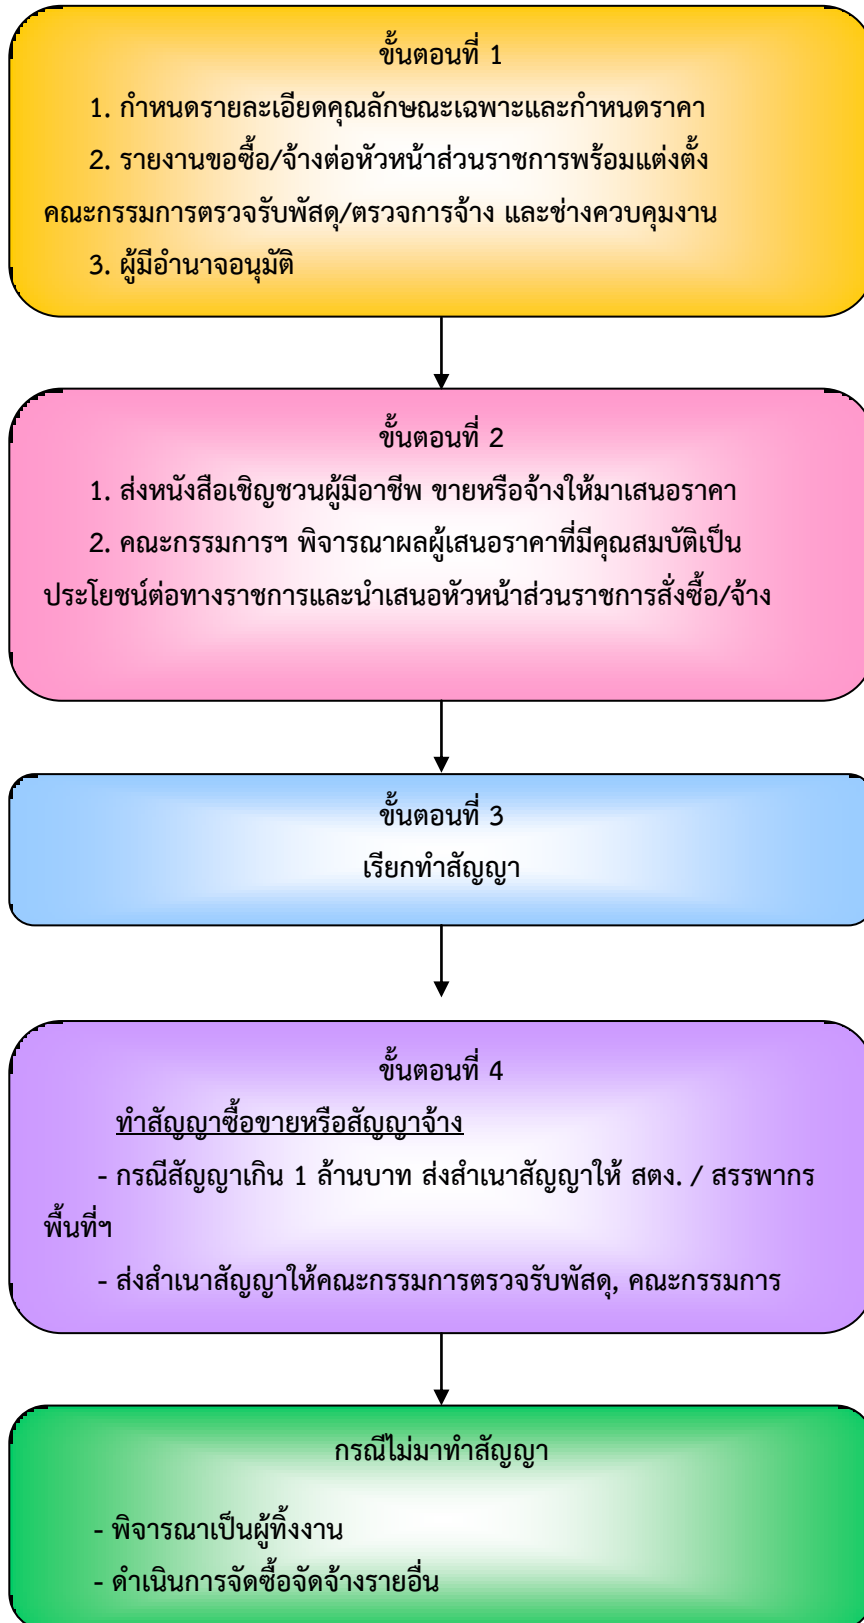 ขั้นตอนที่ 1
1. กำหนดรายละเอียดคุณลักษณะเฉพาะและกำหนดราคา
2. รายงานขอซื้อ/จ้างต่อหัวหน้าส่วนราชการพร้อมแต่งตั้ง
คณะกรรมการตรวจรับพัสดุ/ตรวจการจ้าง และช่างควบคุมงาน
3. ผู้มีอำนาจอนุมัติ
ขั้นตอนที่ 2
1. ส่งหนังสือเชิญชวนผู้มีอาชีพ ขายหรือจ้างให้มาเสนอราคา
2. คณะกรรมการฯ พิจารณาผลผู้เสนอราคาที่มีคุณสมบัติเป็น
ประโยชน์ต่อทางราชการและนำเสนอหัวหน้าส่วนราชการสั่งซื้อ/จ้าง
ขั้นตอนที่ 3
เรียกทำสัญญา
ขั้นตอนที่ 4
ทำสัญญาซื้อขายหรือสัญญาจ้าง
- กรณีสัญญาเกิน 1 ล้านบาท ส่งสำเนาสัญญาให้ สตง. / สรรพากร
พื้นที่ฯ
- ส่งสำเนาสัญญาให้คณะกรรมการตรวจรับพัสดุ, คณะกรรมการ
กรณีไม่มาทำสัญญา
- พิจารณาเป็นผู้ทิ้งงาน
- ดำเนินการจัดซื้อจัดจ้างรายอื่น